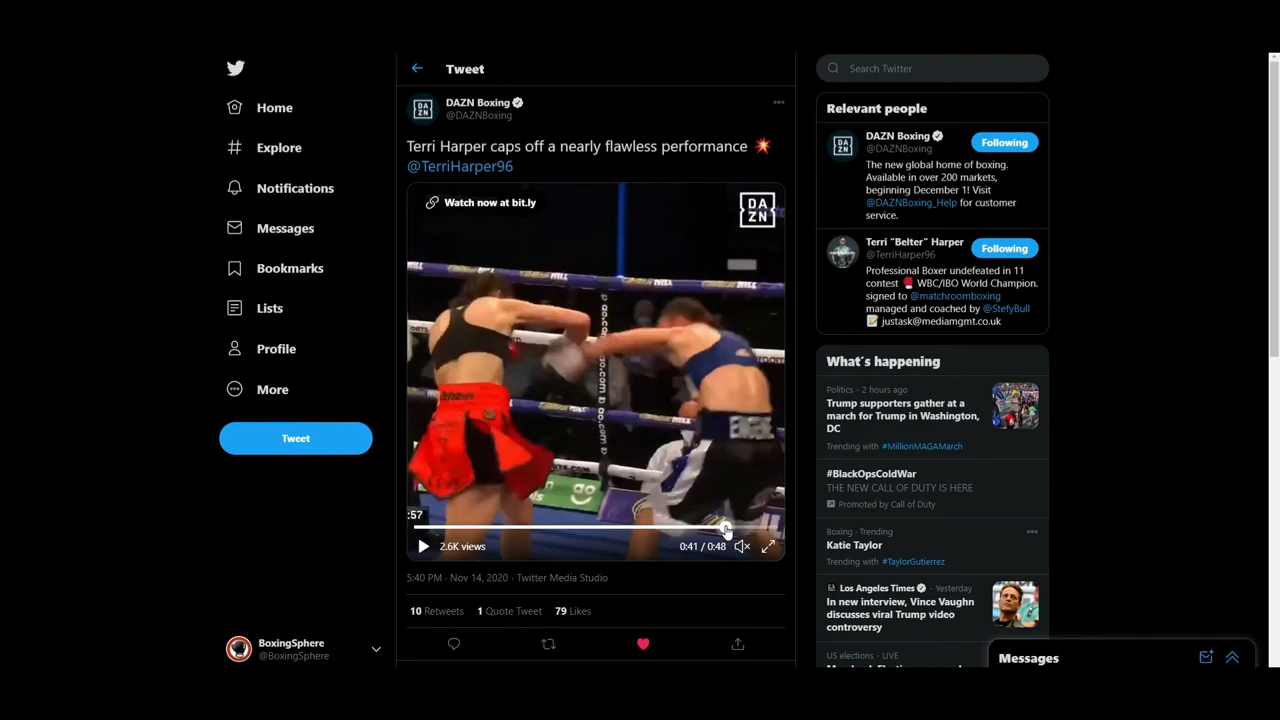 Home
Explore
Notifications
Messages
Bookmarks
Lists
Profile
More
Tweet
BoxingSphere
@BoxingSphere
Tweet
DAZN Boxing
@DAZNBoxing
Terri Harper caps off a nearly flawless performance 💥
@TerriHarper96
Watch now at bit.ly
DA
ZN
:57
2.6K views
0:41 / 0:48
5:40 PM · Nov 14, 2020 · Twitter Media Studio
10 Retweets 1 Quote Tweet 79 Likes
Search Twitter
Relevant people
DAZN Boxing
@DAZNBoxing
Following
The new global home of boxing.
Available in over 200 markets,
beginning December 1! Visit
@DAZNBoxing_Help for customer
service.
Terri “Belter” Harper
@TerriHarper96
Following
Professional Boxer undefeated in 11
contest 🥊 WBC/IBO World Champion.
signed to @matchroomboxing
managed and coached by @StefyBull
📝 justask@mediamgmt.co.uk
What's happening
Politics · 2 hours ago
Trump supporters gather at a
march for Trump in Washington,
DC
Trending with #MillionMAGAMarch
#BlackOpsColdWar
THE NEW CALL OF DUTY IS HERE
Promoted by Call of Duty
Boxing · Trending
Katie Taylor
Trending with #TaylorGutierrez
Los Angeles Times · Yesterday
In new interview, Vince Vaughn
discusses viral Trump video
controversy
US elections · LIVE
Messages